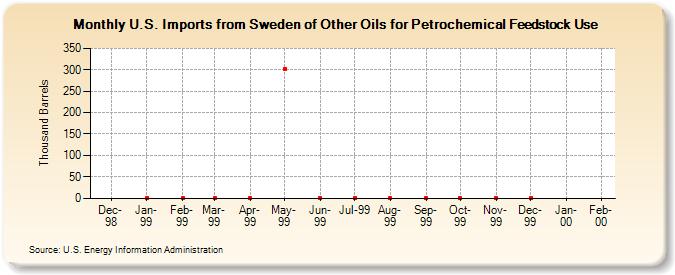 Monthly U.S. Imports from Sweden of Other Oils for Petrochemical Feedstock Use
Thousand Barrels
350
300
250
200
150
100
50
0
Dec-98
Jan-99
Feb-99
Mar-99
Apr-99
May-99
Jun-99
Jul-99
Aug-99
Sep-99
Oct-99
Nov-99
Dec-99
Jan-00
Feb-00
Source: U.S. Energy Information Administration